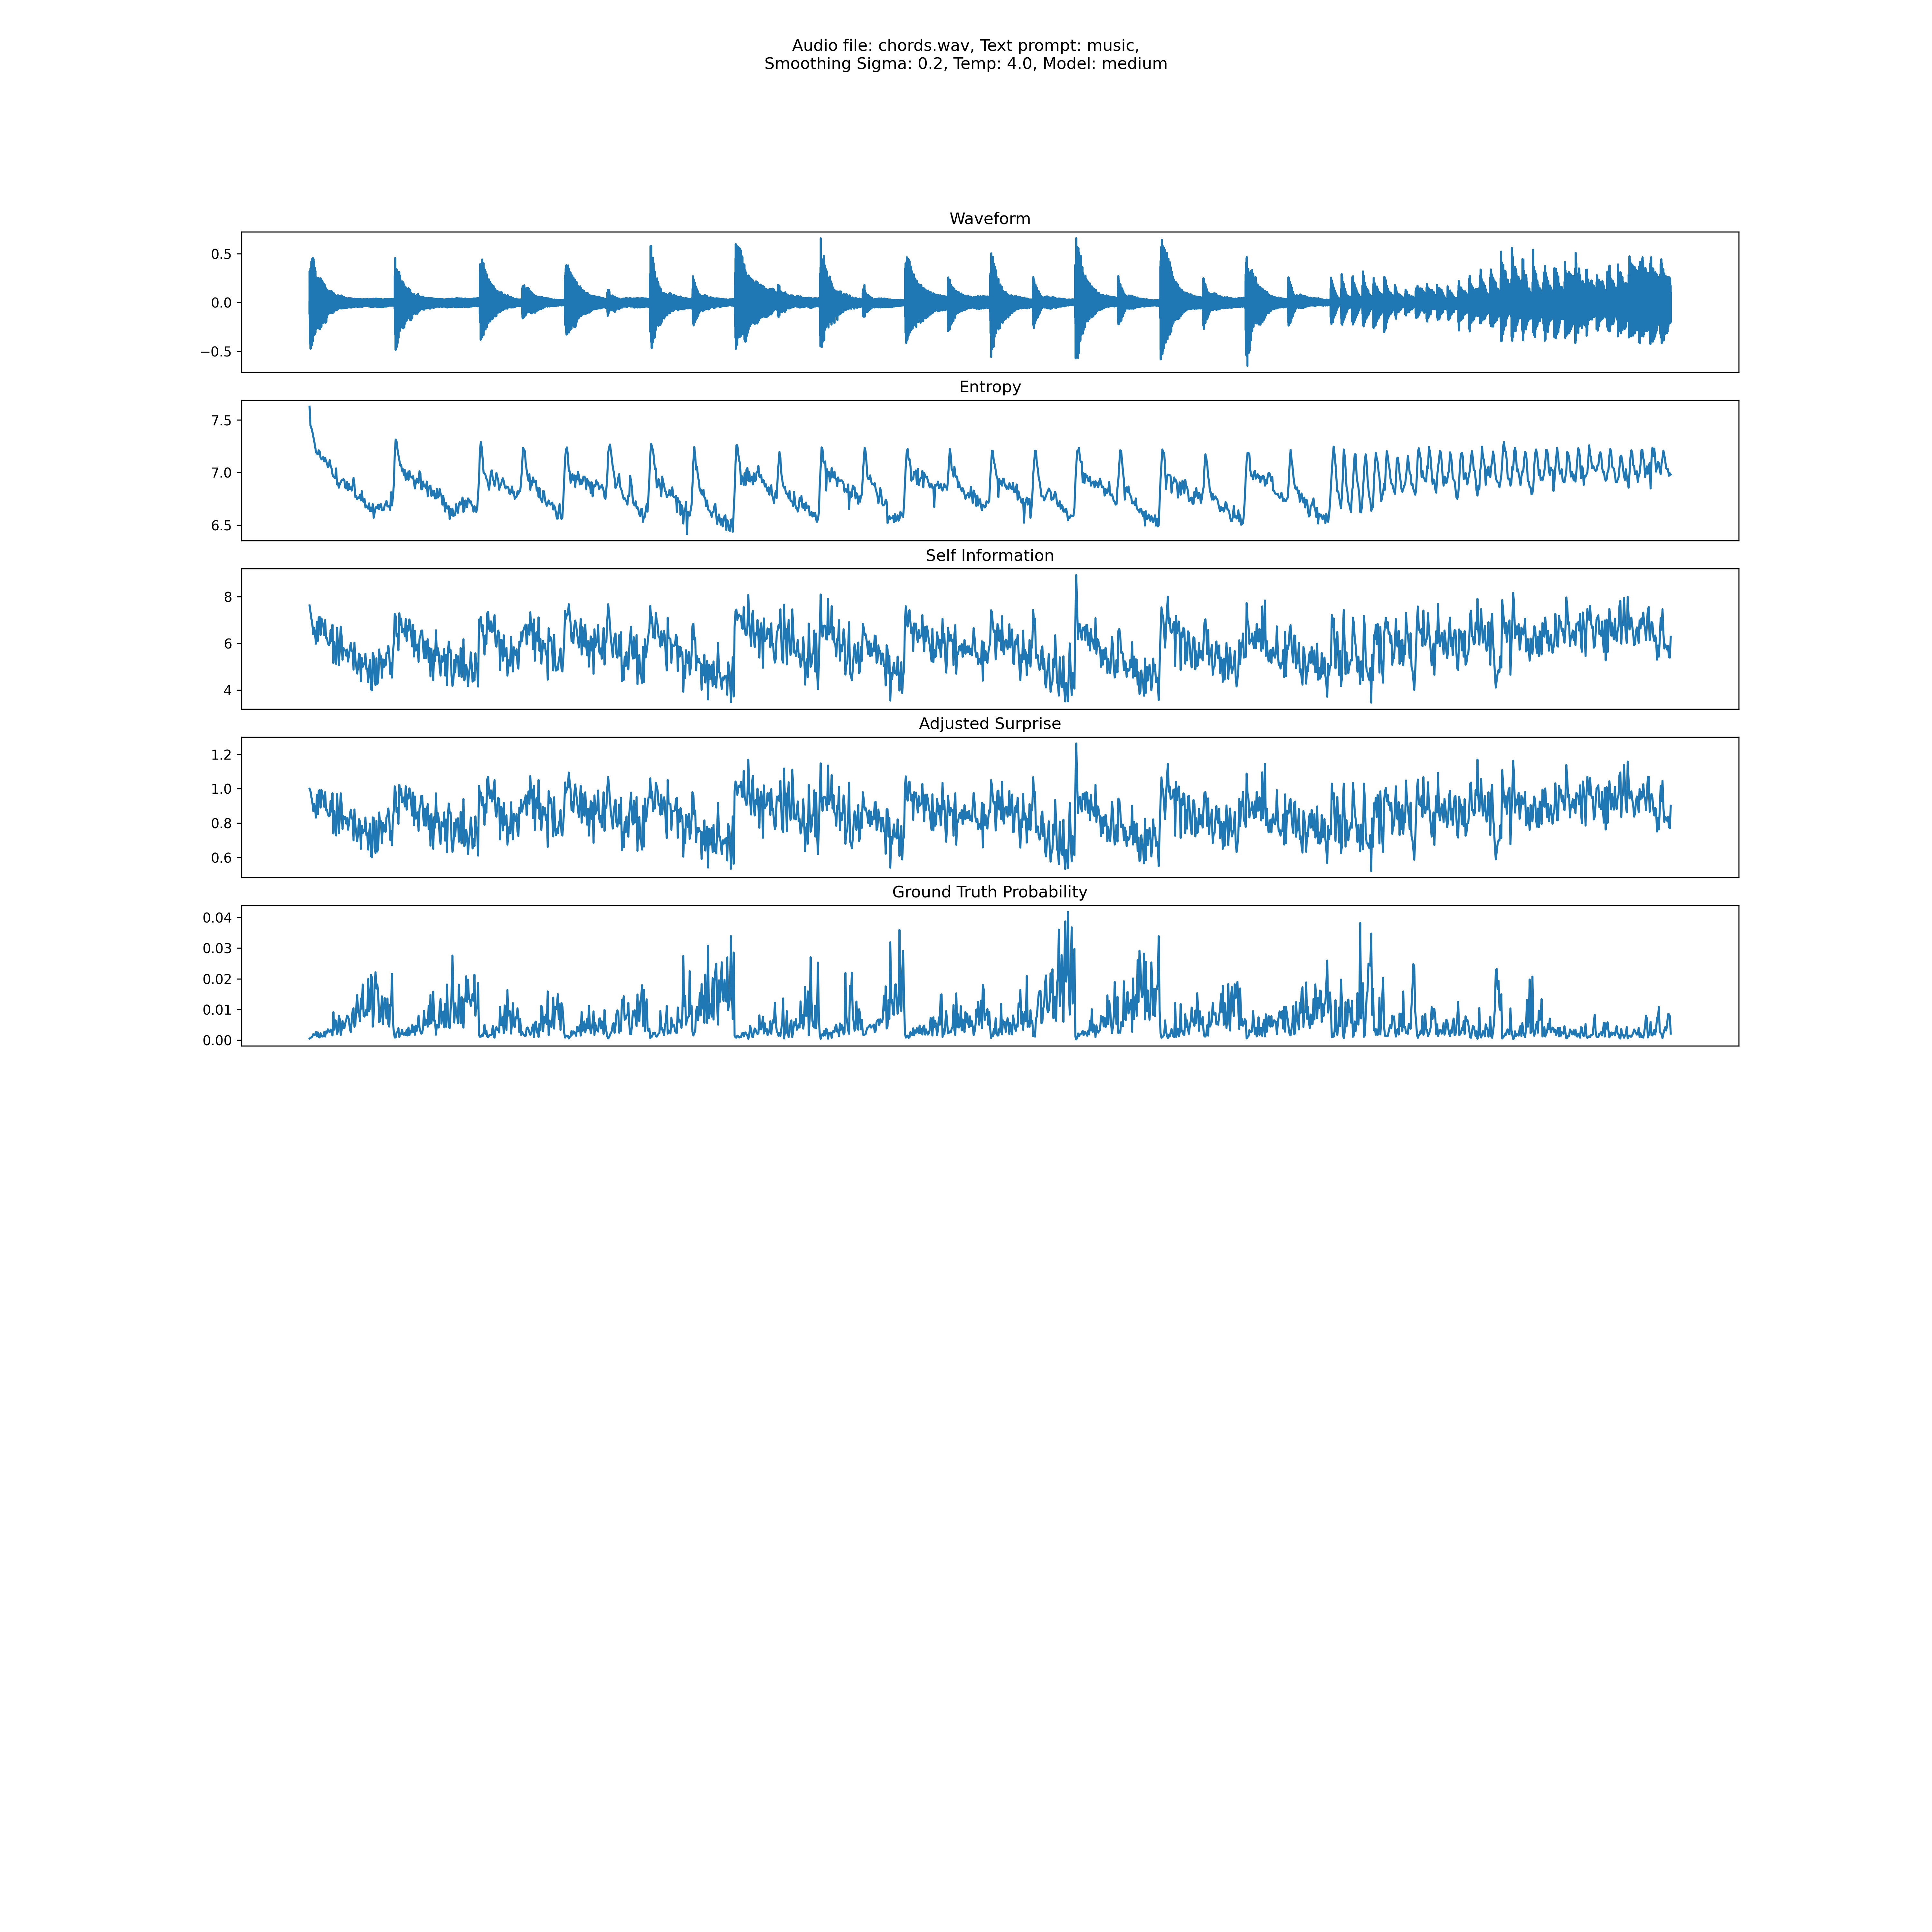 Audio file: chords.wav, Text prompt: music,
Smoothing Sigma: 0.2, Temp: 4.0, Model: medium
Waveform
0.5
0.0
−0.5
Entropy
7.5
7.0
6.5
Self Information
8
6
4
Adjusted Surprise
1.2
1.0
0.8
0.6
Ground Truth Probability
0.04
0.03
0.02
0.01
0.00